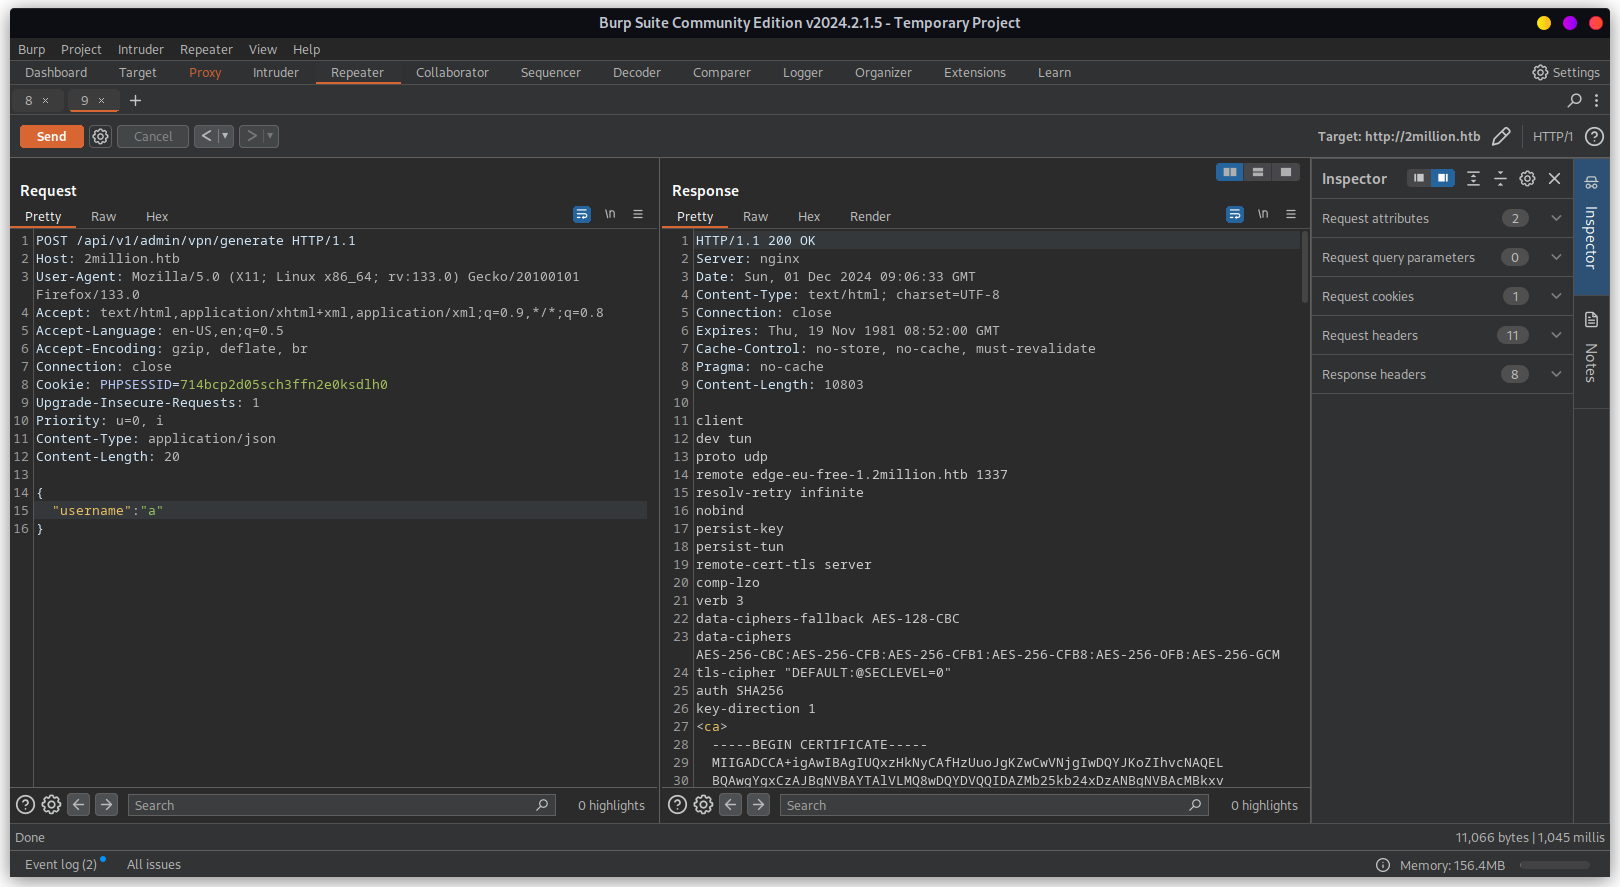 Burp Suite Community Edition v2024.2.1.5 - Temporary Project
Burp Project Intruder Repeater View Help
Dashboard Target Proxy Intruder Repeater Collaborator Sequencer Decoder Comparer Logger Organizer Extensions Learn Settings
8 × 9 × +
Send Cancel < > Target: http://2million.htb HTTP/1 ?
Request
Pretty Raw Hex \n
1 POST /api/v1/admin/vpn/generate HTTP/1.1
2 Host: 2million.htb
3 User-Agent: Mozilla/5.0 (X11; Linux x86_64; rv:133.0) Gecko/20100101
Firefox/133.0
4 Accept: text/html,application/xhtml+xml,application/xml;q=0.9,*/*;q=0.8
5 Accept-Language: en-US,en;q=0.5
6 Accept-Encoding: gzip, deflate, br
7 Connection: close
8 Cookie: PHPSESSID=714bcp2d05sch3ffn2e0ksdlh0
9 Upgrade-Insecure-Requests: 1
10 Priority: u=0, i
11 Content-Type: application/json
12 Content-Length: 20
13
14 {
15 "username":"a"
16 }
? Search 0 highlights
Response
Pretty Raw Hex Render \n
1 HTTP/1.1 200 OK
2 Server: nginx
3 Date: Sun, 01 Dec 2024 09:06:33 GMT
4 Content-Type: text/html; charset=UTF-8
5 Connection: close
6 Expires: Thu, 19 Nov 1981 08:52:00 GMT
7 Cache-Control: no-store, no-cache, must-revalidate
8 Pragma: no-cache
9 Content-Length: 10803
10
11 client
12 dev tun
13 proto udp
14 remote edge-eu-free-1.2million.htb 1337
15 resolv-retry infinite
16 nobind
17 persist-key
18 persist-tun
19 remote-cert-tls server
20 comp-lzo
21 verb 3
22 data-ciphers-fallback AES-128-CBC
23 data-ciphers
AES-256-CBC:AES-256-CFB:AES-256-CFB1:AES-256-CFB8:AES-256-OFB:AES-256-GCM
24 tls-cipher "DEFAULT:@SECLEVEL=0"
25 auth SHA256
26 key-direction 1
27 <ca>
28 -----BEGIN CERTIFICATE-----
29 MIIGADCCA+igAwIBAgIUQxzHkNyCAfHzUuoJgKZwCwVNjgIwDQYJKoZIhvcNAQEL
30 BQAwgYgxCzAJBgNVBAYTAlVLMQ8wDQYDVQQIDAZMb25kb24xDzANBgNVBAcMBkxv
? Search 0 highlights
Inspector
Request attributes 2
Request query parameters 0
Request cookies 1
Request headers 11
Response headers 8
Inspector
Notes
Done 11,066 bytes | 1,045 millis
Event log (2) All issues Memory: 156.4MB